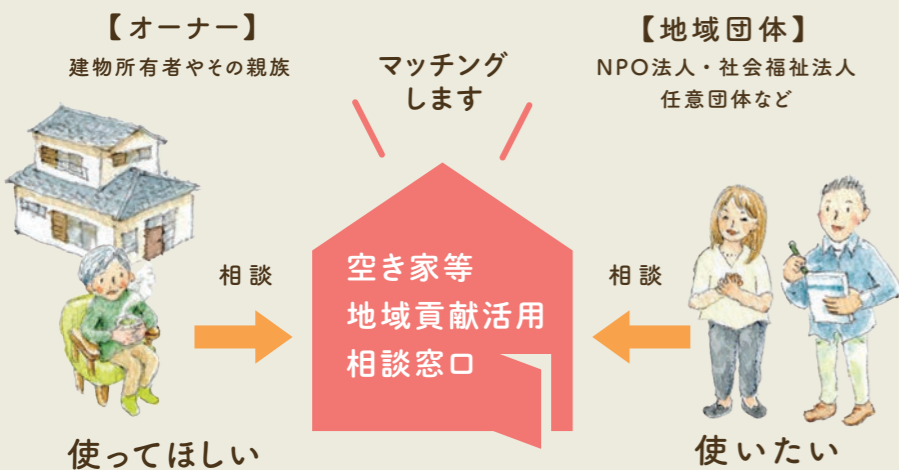 【オーナー】
建物所有者やその親族
マッチング
します
【地域団体】
NPO法人・社会福祉法人
任意団体など
相談
空き家等
地域貢献活用
相談窓口
相談
使ってほしい
使いたい